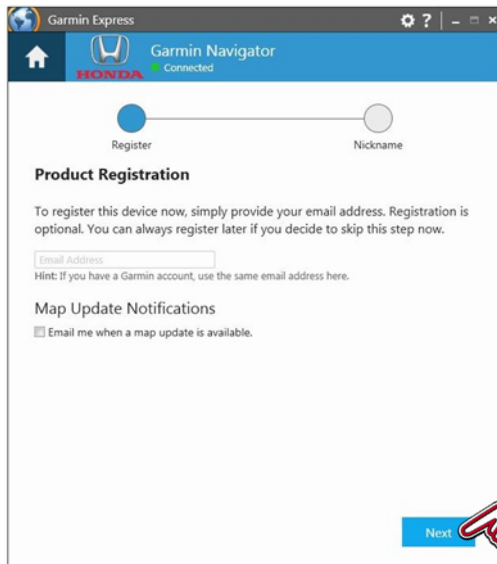 Garmin Express
?
HONDA
Garmin Navigator
Connected
Register
Nickname
Product Registration
To register this device now, simply provide your email address. Registration is
optional. You can always register later if you decide to skip this step now.
Email Address
Hint: If you have a Garmin account, use the same email address here.
Map Update Notifications
Email me when a map update is available.
Next